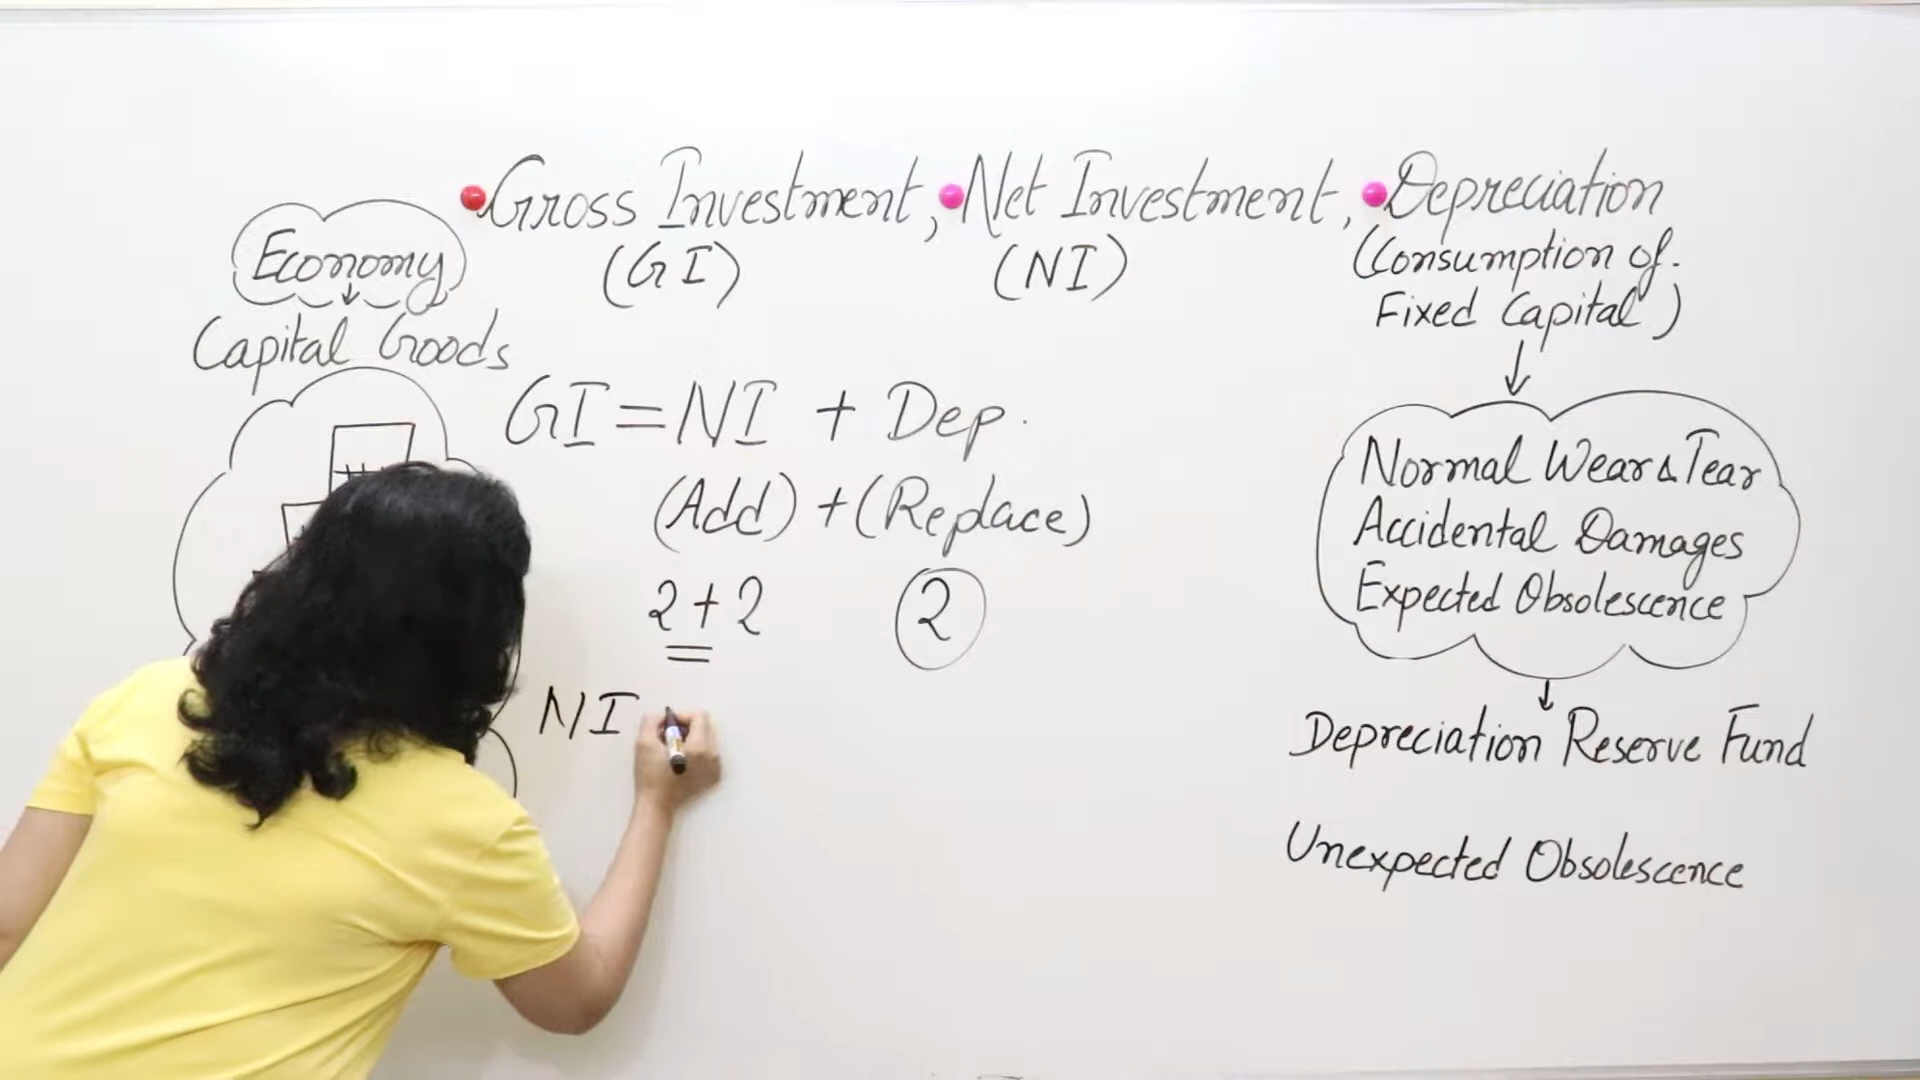 Gross Investment, Net Investment, Depreciation
(GI) (NI) (Consumption of
Fixed Capital)
Economy
Capital Goods
GI = NI + Dep.
(Add) + (Replace)
2 + 2 2
NI
Normal Wear & Tear
Accidental Damages
Expected Obsolescence
Depreciation Reserve Fund
Unexpected Obsolescence